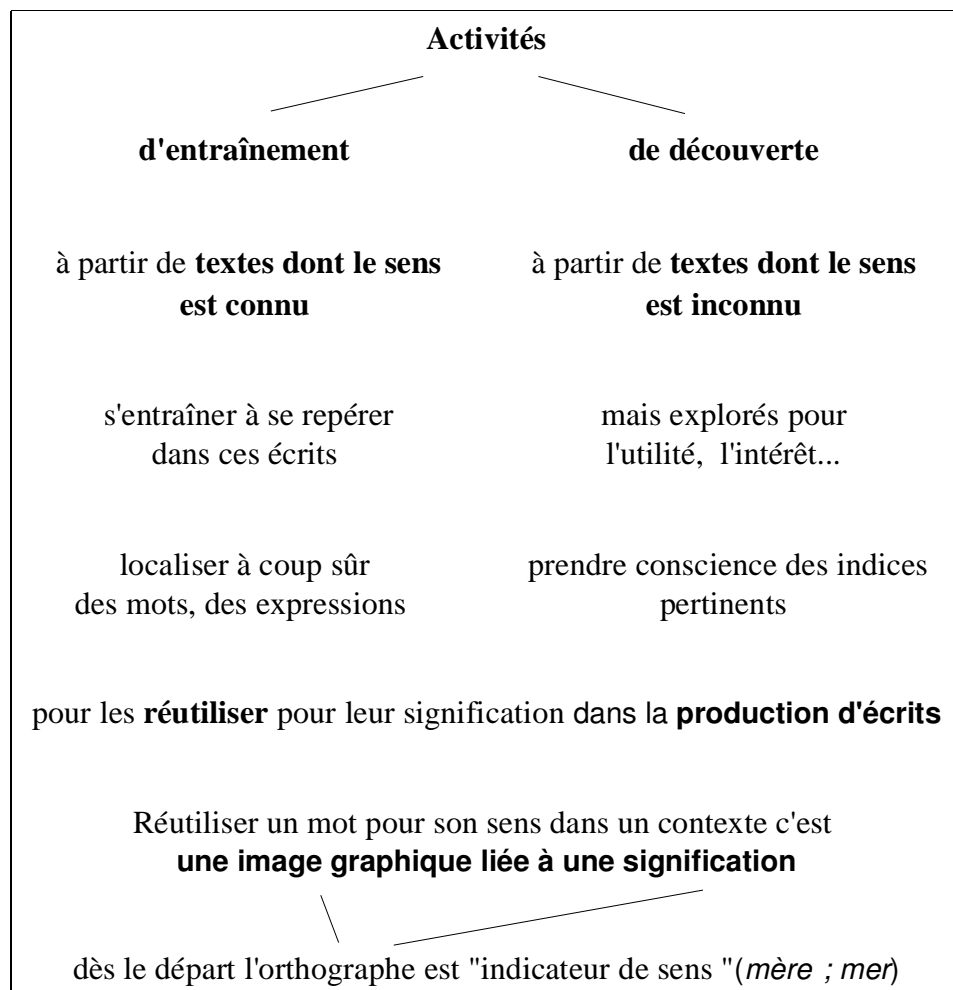 Activités
d'entraînement
de découverte
à partir de textes dont le sens
est connu
à partir de textes dont le sens
est inconnu
s'entraîner à se repérer
dans ces écrits
mais explorés pour
l'utilité, l'intérêt...
localiser à coup sûr
des mots, des expressions
prendre conscience des indices
pertinents
pour les réutiliser pour leur signification dans la production d'écrits
Réutiliser un mot pour son sens dans un contexte c'est
une image graphique liée à une signification
dès le départ l'orthographe est "indicateur de sens "(mère ; mer)